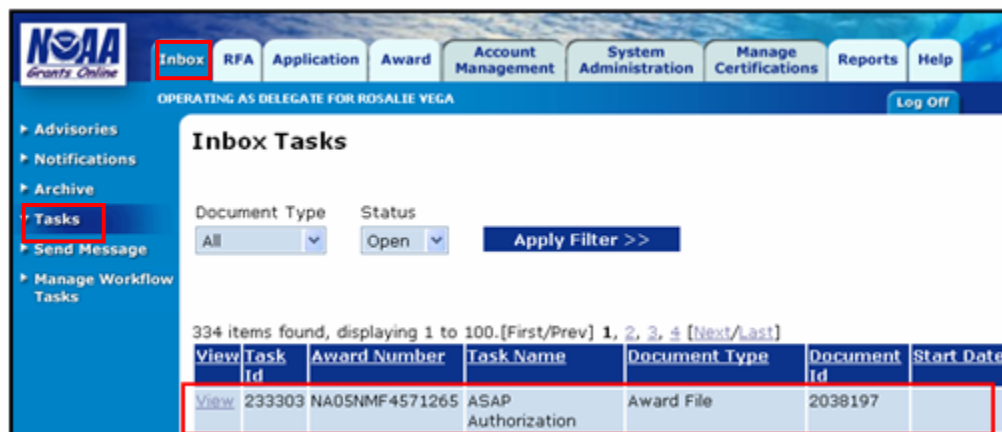 NOAA
Grants Online
Inbox RFA Application Award Account Management System Administration Manage Certifications Reports Help
OPERATING AS DELEGATE FOR ROSALIE VEGA
Log Off
Advisories
Notifications
Archive
Tasks
Send Message
Manage Workflow
Tasks
Inbox Tasks
Document Type Status
All Open Apply Filter >>
334 items found, displaying 1 to 100.[First/Prev] 1, 2, 3, 4 [Next/Last]
View Task Id Award Number Task Name Document Type Document Id Start Date
View 233303 NA05NMF4571265 ASAP Authorization Award File 2038197